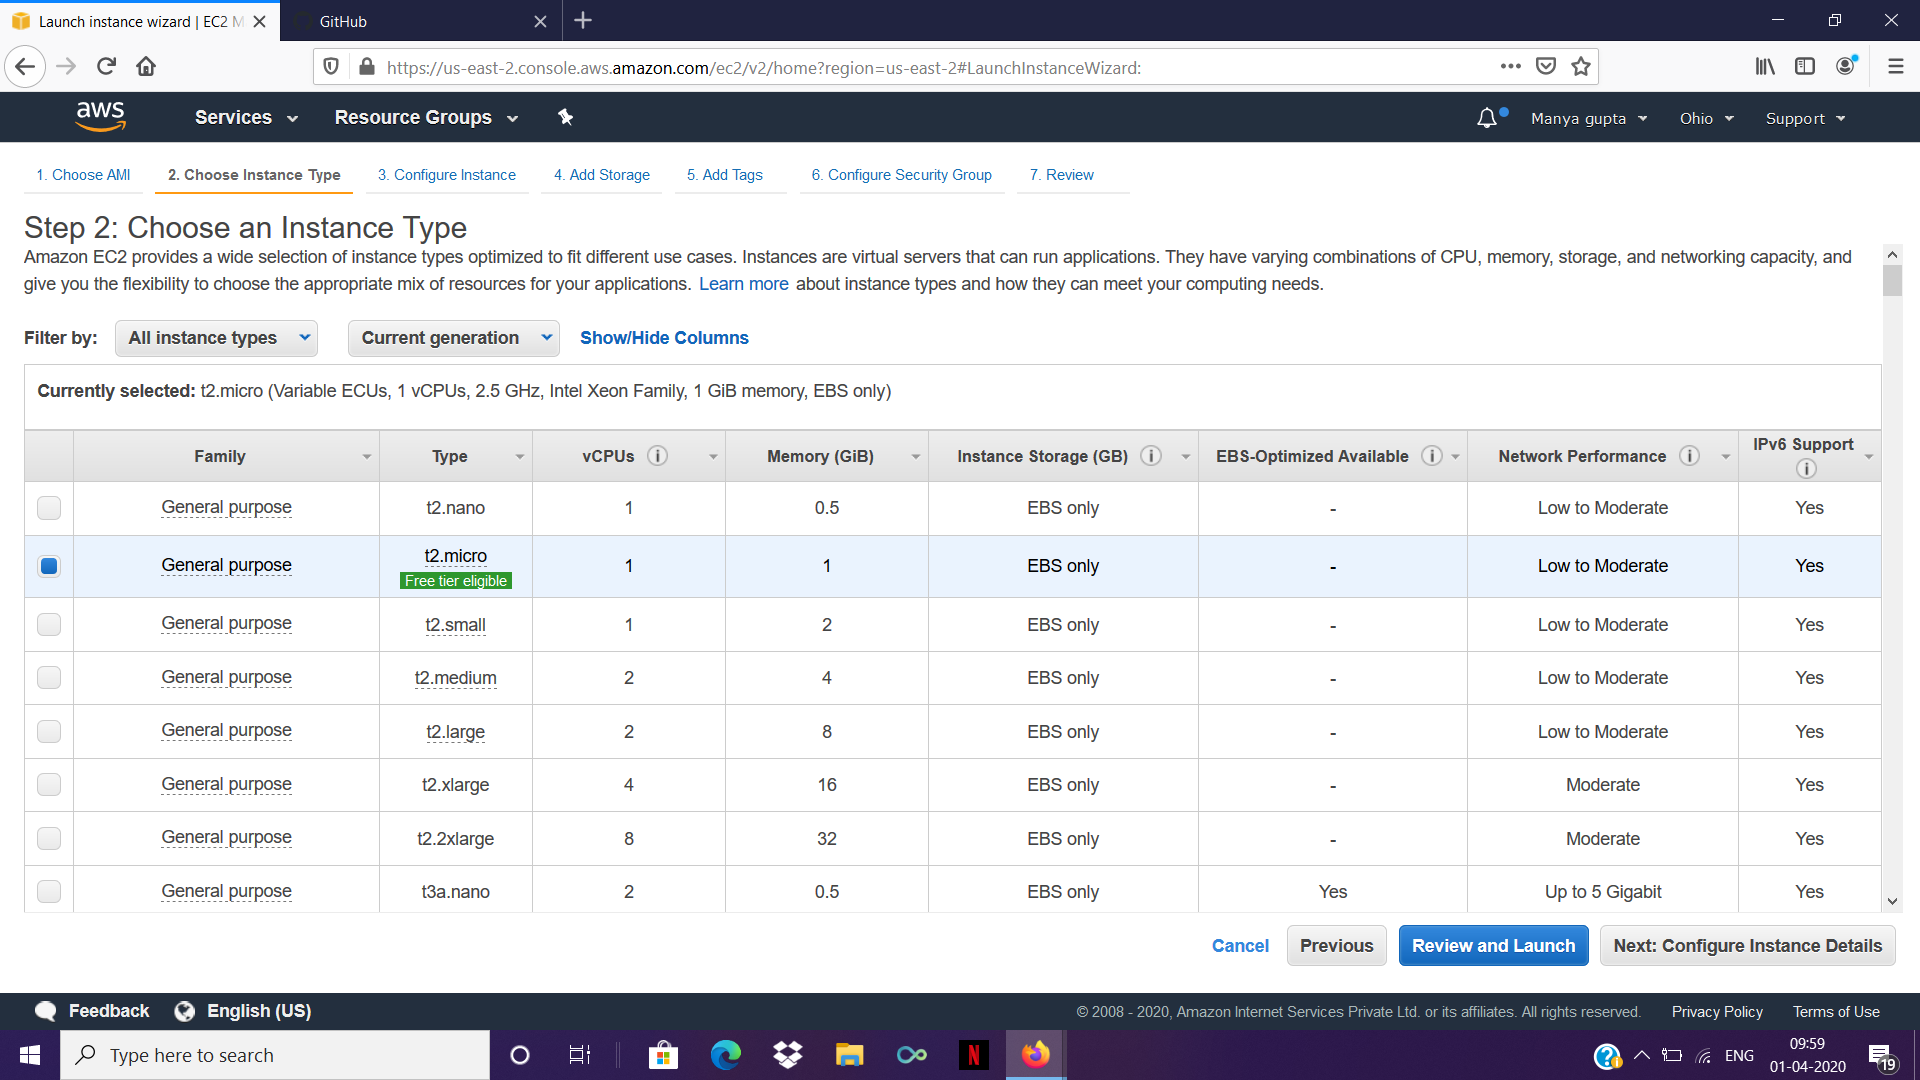 Launch instance wizard | EC2 M
GitHub
https://us-east-2.console.aws.amazon.com/ec2/v2/home?region=us-east-2#LaunchInstanceWizard:
aws Services Resource Groups Manya gupta Ohio Support
1. Choose AMI 2. Choose Instance Type 3. Configure Instance 4. Add Storage 5. Add Tags 6. Configure Security Group 7. Review
Step 2: Choose an Instance Type
Amazon EC2 provides a wide selection of instance types optimized to fit different use cases. Instances are virtual servers that can run applications. They have varying combinations of CPU, memory, storage, and networking capacity, and
give you the flexibility to choose the appropriate mix of resources for your applications. Learn more about instance types and how they can meet your computing needs.
Filter by: All instance types Current generation Show/Hide Columns
Currently selected: t2.micro (Variable ECUs, 1 vCPUs, 2.5 GHz, Intel Xeon Family, 1 GiB memory, EBS only)
Family Type vCPUs i Memory (GiB) Instance Storage (GB) i EBS-Optimized Available i Network Performance i IPv6 Support i
General purpose t2.nano 1 0.5 EBS only - Low to Moderate Yes
General purpose t2.micro 1 1 EBS only - Low to Moderate Yes
Free tier eligible
General purpose t2.small 1 2 EBS only - Low to Moderate Yes
General purpose t2.medium 2 4 EBS only - Low to Moderate Yes
General purpose t2.large 2 8 EBS only - Low to Moderate Yes
General purpose t2.xlarge 4 16 EBS only - Moderate Yes
General purpose t2.2xlarge 8 32 EBS only - Moderate Yes
General purpose t3a.nano 2 0.5 EBS only Yes Up to 5 Gigabit Yes
Cancel Previous Review and Launch Next: Configure Instance Details
Feedback English (US) © 2008 - 2020, Amazon Internet Services Private Ltd. or its affiliates. All rights reserved. Privacy Policy Terms of Use
Type here to search
N
?
ENG
09:59
01-04-2020
19